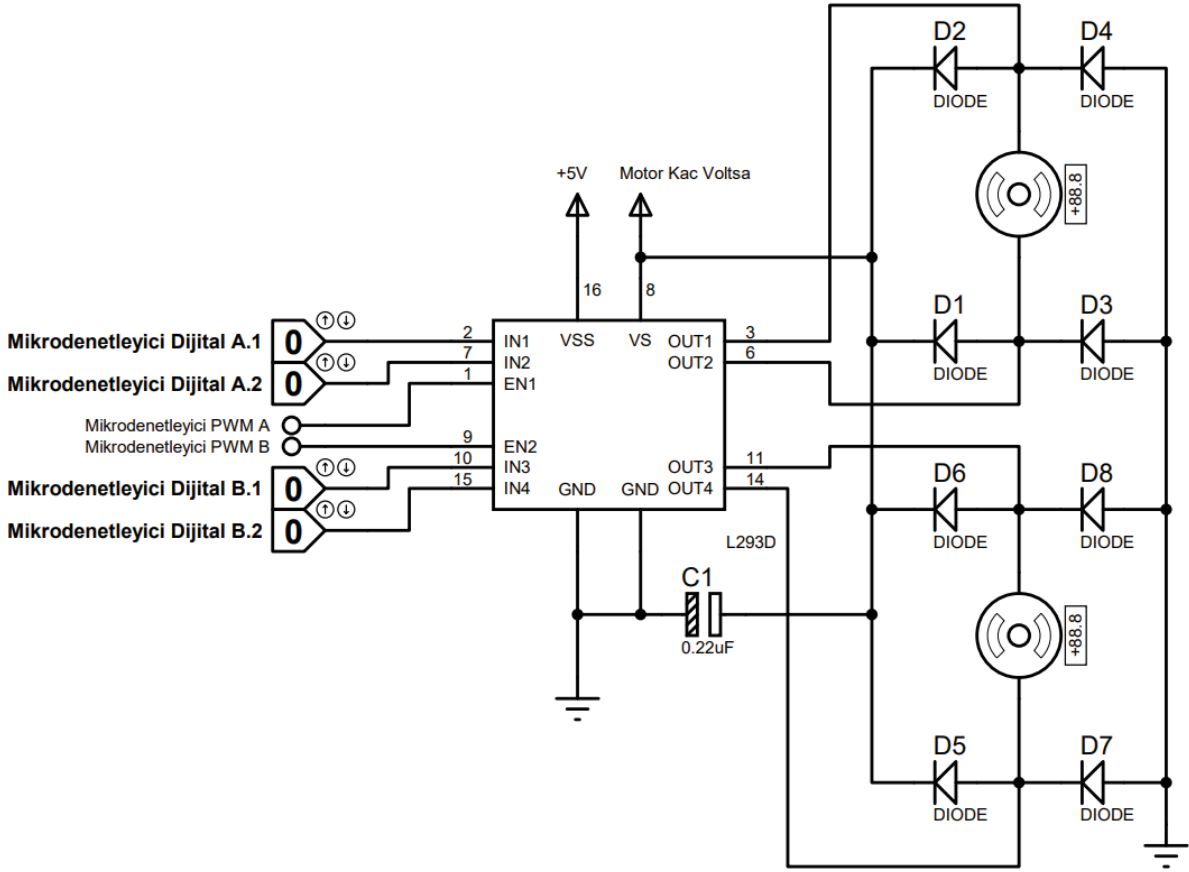 D2
D4
DIODE
DIODE
+5V
Motor Kac Voltsa
+88.8
16
8
D1
D3
Mikrodenetleyici Dijital A.1
0
2
IN1
VSS
VS
OUT1
3
Mikrodenetleyici Dijital A.2
0
7
IN2
OUT2
6
1
EN1
DIODE
DIODE
Mikrodenetleyici PWM A
Mikrodenetleyici PWM B
9
EN2
Mikrodenetleyici Dijital B.1
0
10
IN3
OUT3
11
D6
D8
15
IN4
GND
GND
OUT4
14
Mikrodenetleyici Dijital B.2
0
L293D
DIODE
DIODE
C1
0.22uF
+88.8
D5
D7
DIODE
DIODE